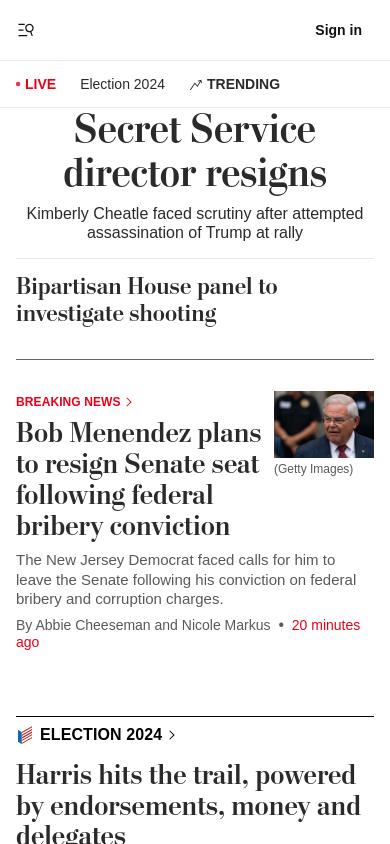 Sign in
LIVE
Election 2024
TRENDING
Secret Service
director resigns
Kimberly Cheatle faced scrutiny after attempted
assassination of Trump at rally
Bipartisan House panel to
investigate shooting
BREAKING NEWS
Bob Menendez plans
to resign Senate seat
following federal
bribery conviction
(Getty Images)
The New Jersey Democrat faced calls for him to
leave the Senate following his conviction on federal
bribery and corruption charges.
By Abbie Cheeseman and Nicole Markus • 20 minutes
ago
ELECTION 2024
Harris hits the trail, powered
by endorsements, money and
delegates